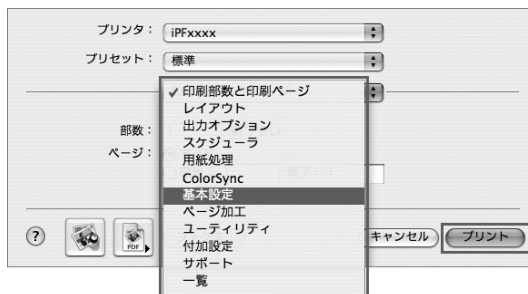 プリンタ： iPFxxxx
プリセット： 標準
✓ 印刷部数と印刷ページ
レイアウト
出力オプション
スケジューラ
用紙処理
ColorSync
基本設定
ページ加工
ユーティリティ
付加設定
サポート
一覧
部数：
ページ：
?
PDF
キャンセル
プリント